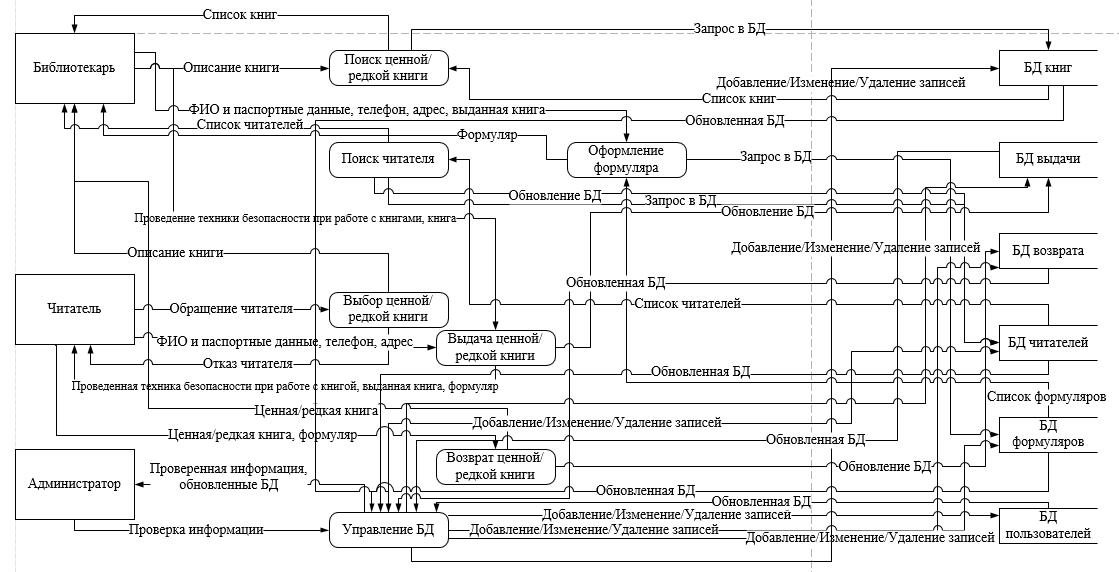 Список книг
Запрос в БД
Библиотекарь
Описание книги
Поиск ценной/
редкой книги
БД книг
Добавление/Изменение/Удаление записей
Список книг
ФИО и паспортные данные, телефон, адрес, выданная книга
Обновленная БД
Список читателей
Формуляр
Поиск читателя
Оформление
формуляра
Запрос в БД
БД выдачи
Обновление БД
Запрос в БД
Обновление БД
Проведение техники безопасности при работе с книгами, книга
Описание книги
Добавление/Изменение/Удаление записей
БД возврата
Обновленная БД
Читатель
Обращение читателя
Выбор ценной/
редкой книги
Список читателей
ФИО и паспортные данные, телефон, адрес
Выдача ценной/
редкой книги
БД читателей
Отказ читателя
Обновленная БД
Проведенная техника безопасности при работе с книгой, выданная книга, формуляр
Список формуляров
Ценная/редкая книга
Добавление/Изменение/Удаление записей
Ценная/редкая книга, формуляр
Обновленная БД
БД
формуляров
Возврат ценной/
редкой книги
Обновление БД
Администратор
Проверенная информация,
обновленные БД
Обновленная БД
Обновленная БД
Проверка информации
Управление БД
Добавление/Изменение/Удаление записей
Добавление/Изменение/Удаление записей
Добавление/Изменение/Удаление записей
БД
пользователей